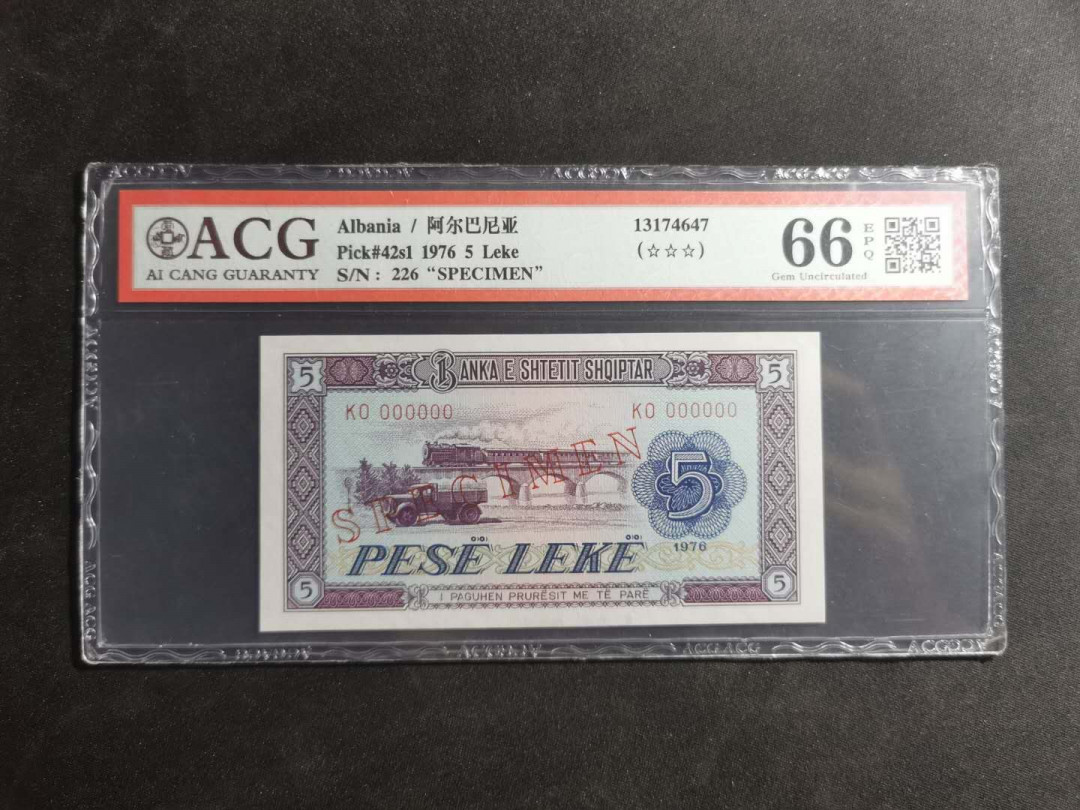 ACG
AI CANG GUARANTY
Albania / 阿尔巴尼亚
Pick#42s1 1976 5 Leke
S/N: 226 "SPECIMEN"
13174647
(☆☆☆)
66
EPQ
Gem Uncirculated
5
BANKA E SHTETIT SHQIPTAR
5
KO 000000
KO 000000
SPECIMEN
5
PESË LEKË
1976
5
I PAGUHEN PRURËSIT ME TË PARË
5
ACG ACG